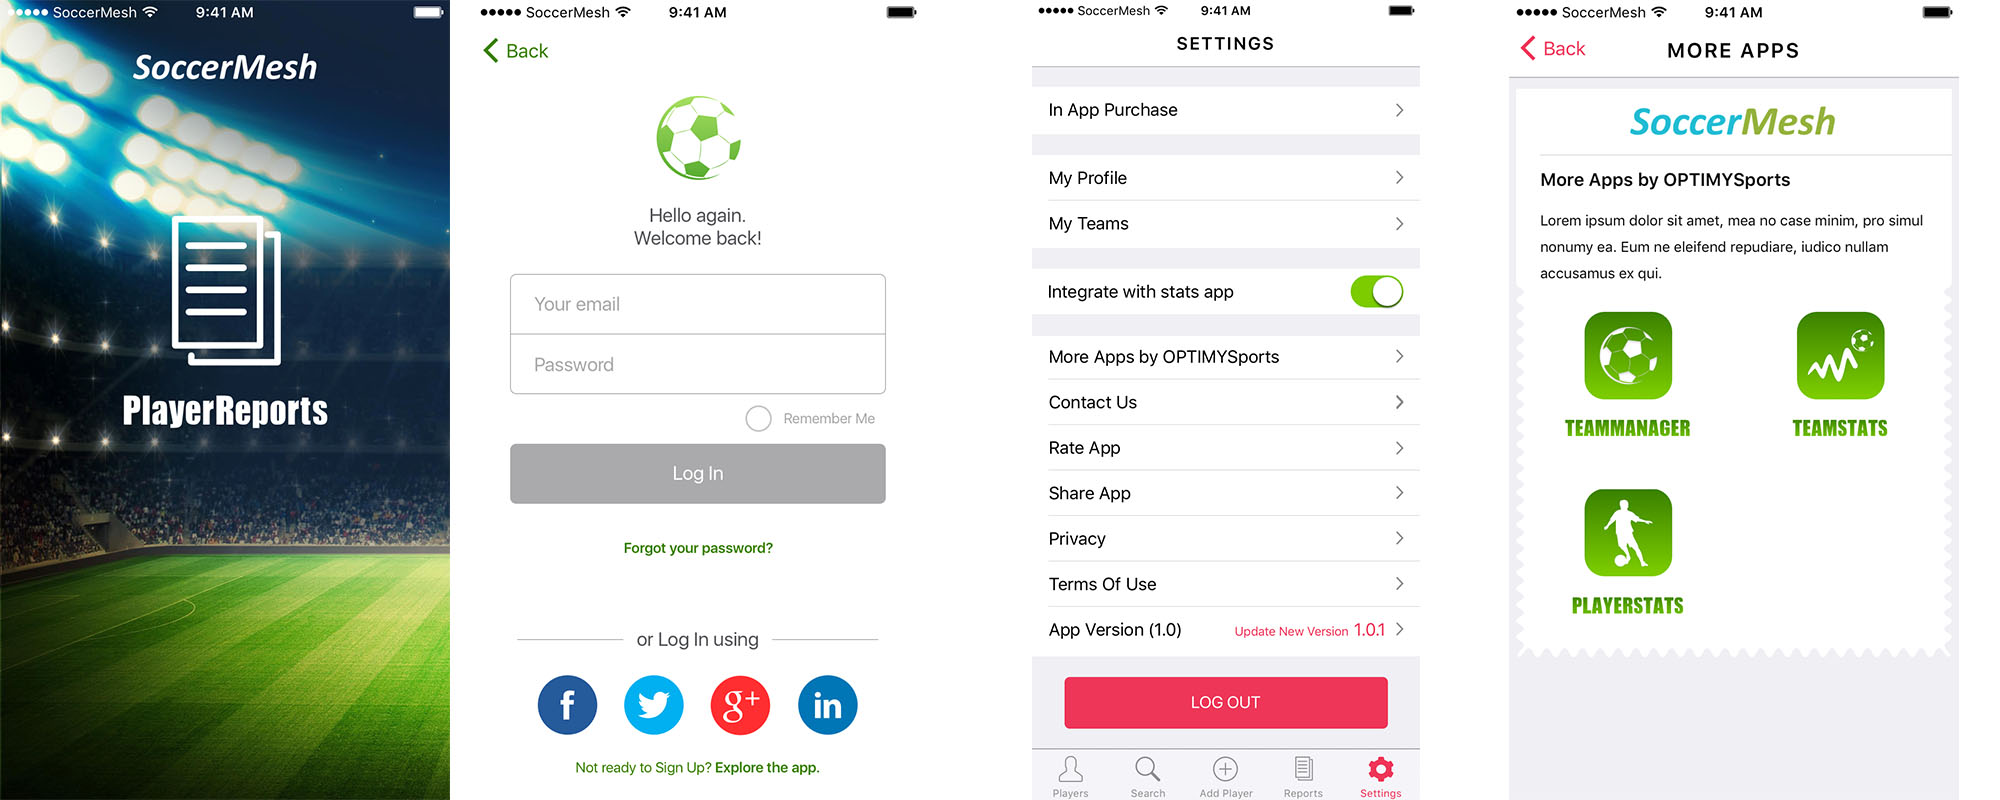 SoccerMesh 9:41 AM
SoccerMesh
PlayerReports
SoccerMesh 9:41 AM
Back
Hello again.
Welcome back!
Your email
Password
Remember Me
Log In
Forgot your password?
or Log In using
f
g+
in
Not ready to Sign Up? Explore the app.
SoccerMesh 9:41 AM
SETTINGS
In App Purchase
My Profile
My Teams
Integrate with stats app
More Apps by OPTIMYSports
Contact Us
Rate App
Share App
Privacy
Terms Of Use
App Version (1.0) Update New Version 1.0.1
LOG OUT
Players Search Add Player Reports Settings
SoccerMesh 9:41 AM
Back MORE APPS
SoccerMesh
More Apps by OPTIMYSports
Lorem ipsum dolor sit amet, mea no case minim, pro simul
nonumy ea. Eum ne eleifend repudiare, iudico nullam
accusamus ex qui.
TEAMMANAGER TEAMSTATS
PLAYERSTATS